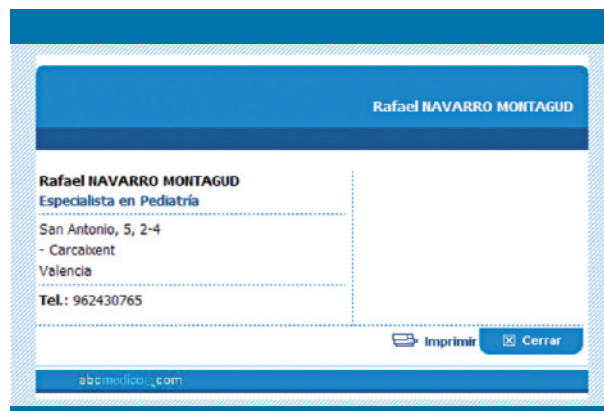 Rafael NAVARRO MONTAGUD
Rafael NAVARRO MONTAGUD
Especialista en Pediatría
San Antonio, 5, 2-4
- Carcaixent
Valencia
Tel.: 962430765
Imprimir
Cerrar
abcmedicos.com